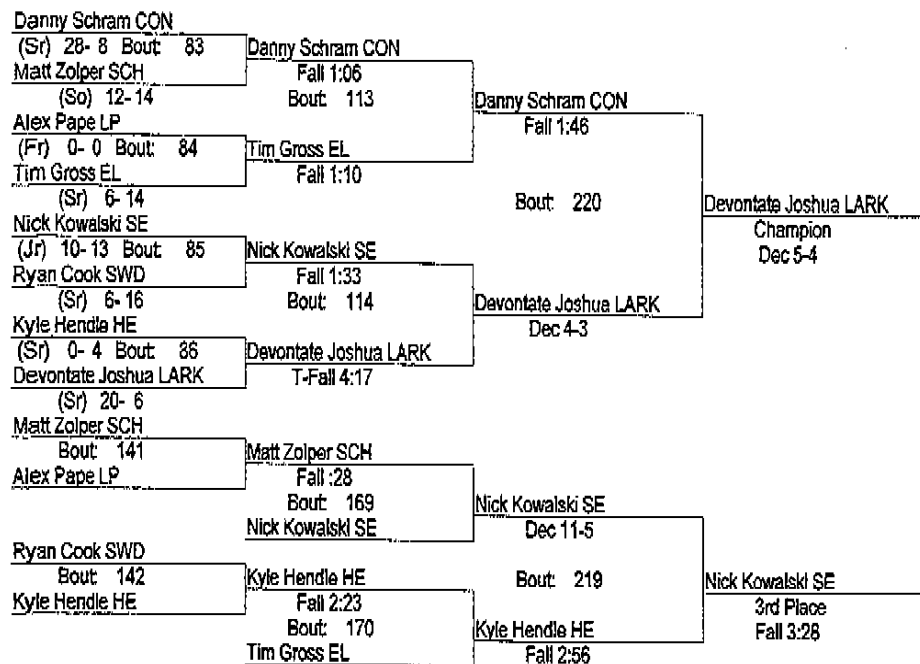 Danny Schram CON
(Sr) 28- 8 Bout: 83
Danny Schram CON
Matt Zolper SCH
Fall 1:06
(So) 12- 14
Bout: 113
Danny Schram CON
Alex Pape LP
Fall 1:46
(Fr) 0- 0 Bout: 84
Tim Gross EL
Tim Gross EL
Fall 1:10
(Sr) 6- 14
Bout: 220
Devontate Joshua LARK
Nick Kowalski SE
Champion
(Jr) 10- 13 Bout: 85
Nick Kowalski SE
Dec 5-4
Ryan Cook SWD
Fall 1:33
(Sr) 6- 16
Bout: 114
Devontate Joshua LARK
Kyle Hendle HE
Dec 4-3
(Sr) 0- 4 Bout: 86
Devontate Joshua LARK
Devontate Joshua LARK
T-Fall 4:17
(Sr) 20- 6
Matt Zolper SCH
Bout: 141
Matt Zolper SCH
Alex Pape LP
Fall :28
Bout: 169
Nick Kowalski SE
Nick Kowalski SE
Dec 11-5
Ryan Cook SWD
Bout: 142
Kyle Hendle HE
Bout: 219
Nick Kowalski SE
Kyle Hendle HE
Fall 2:23
3rd Place
Bout: 170
Kyle Hendle HE
Fall 3:28
Tim Gross EL
Fall 2:56